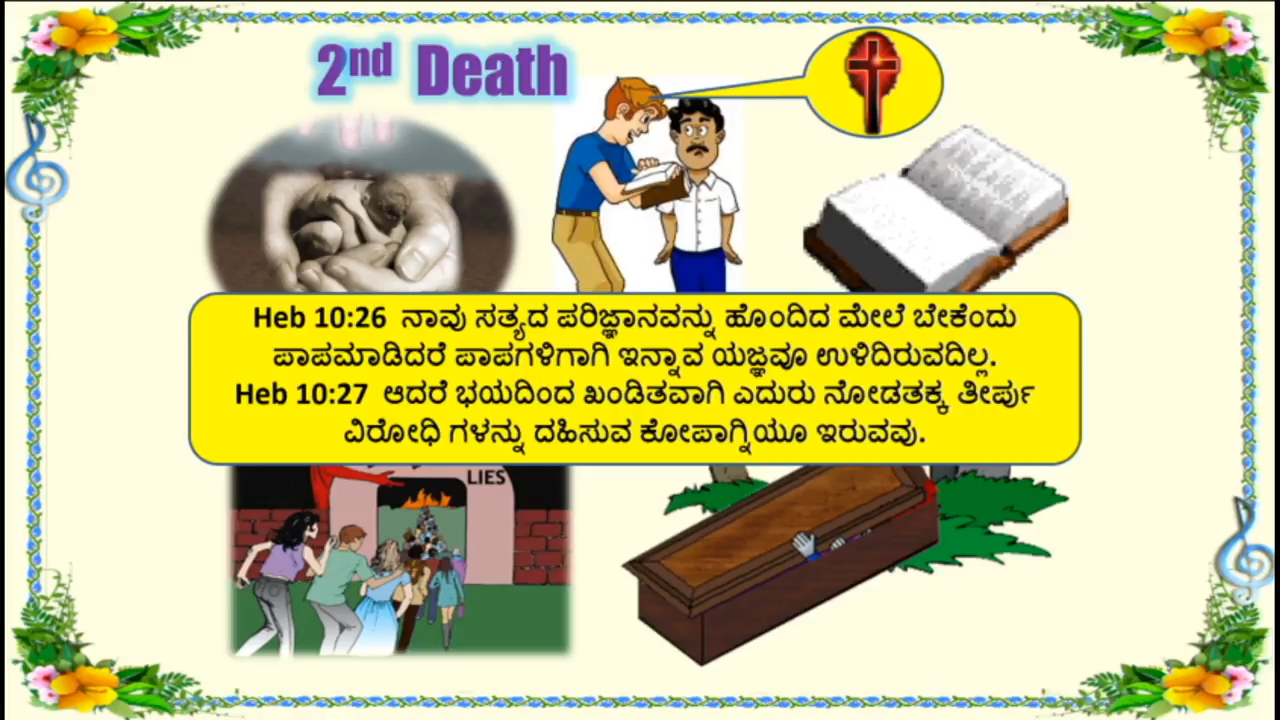 2nd Death
Heb 10:26 ನಾವು ಸತ್ಯದ ಪರಿಜ್ಞಾನವನ್ನು ಹೊಂದಿದ ಮೇಲೆ ಬೇಕೆಂದು
ಪಾಪಮಾಡಿದರೆ ಪಾಪಗಳಿಗಾಗಿ ಇನ್ನಾವ ಯಜ್ಞವೂ ಉಳಿದಿರುವದಿಲ್ಲ.
Heb 10:27 ಆದರೆ ಭಯದಿಂದ ಖಂಡಿತವಾಗಿ ಎದುರು ನೋಡತಕ್ಕ ತೀರ್ಪು
ವಿರೋಧಿ ಗಳನ್ನು ದಹಿಸುವ ಕೋಪಾಗ್ನಿಯೂ ಇರುವವು.
LIES